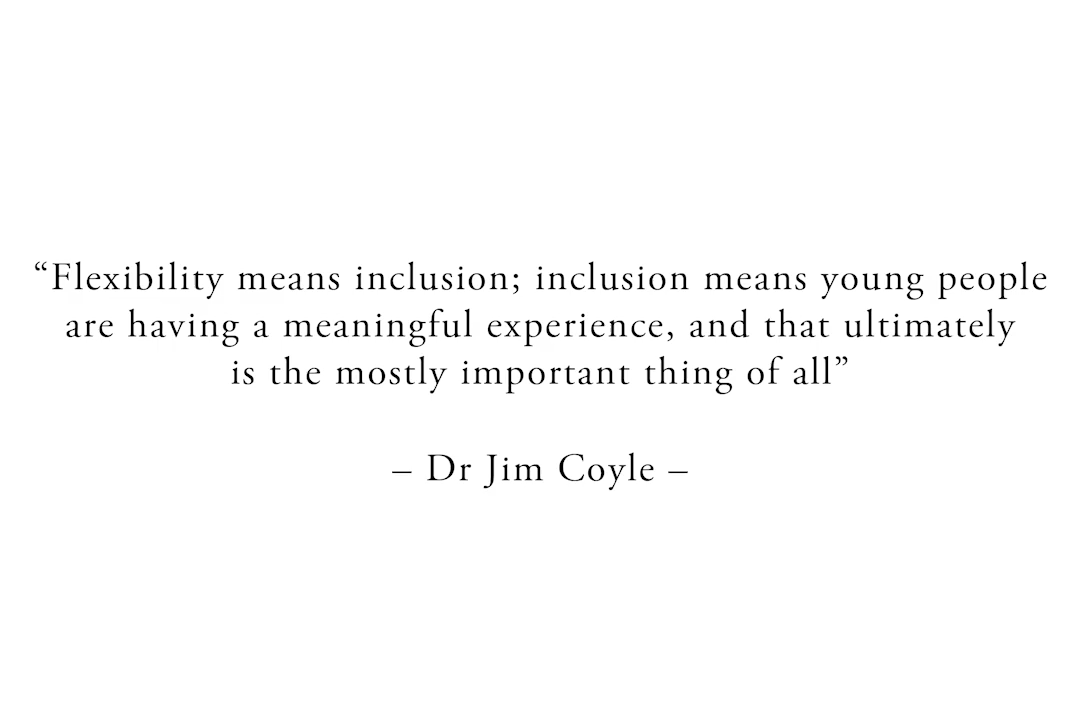 “Flexibility means inclusion; inclusion means young people
are having a meaningful experience, and that ultimately
is the mostly important thing of all”
– Dr Jim Coyle –